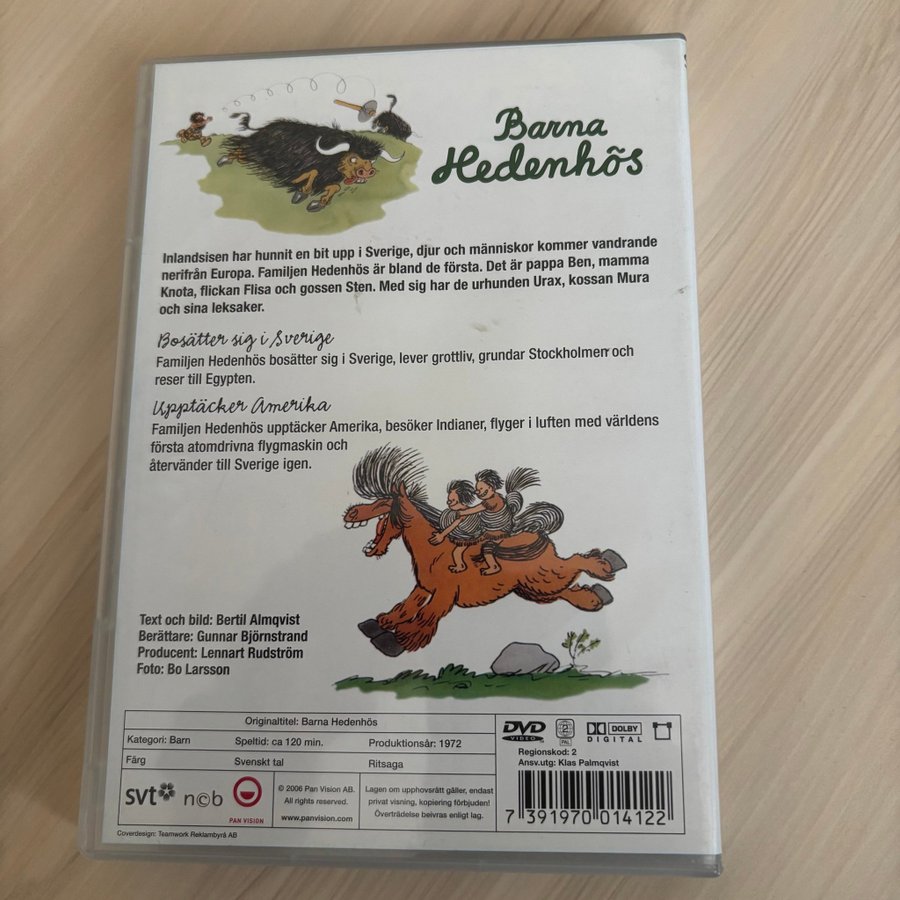 Barna
Hedenhös
Inlandsisen har hunnit en bit upp i Sverige, djur och människor kommer vandrande
nerifrån Europa. Familjen Hedenhös är bland de första. Det är pappa Ben, mamma
Knota, flickan Flisa och gossen Sten. Med sig har de urhunden Urax, kossan Mura
och sina leksaker.
Bosätter sig i Sverige
Familjen Hedenhös bosätter sig i Sverige, lever grottliv, grundar Stockholmen och
reser till Egypten.
Upptäcker Amerika
Familjen Hedenhös upptäcker Amerika, besöker Indianer, flyger i luften med världens
första atomdrivna flygmaskin och
återvänder till Sverige igen.
Text och bild: Bertil Almqvist
Berättare: Gunnar Björnstrand
Producent: Lennart Rudström
Foto: Bo Larsson
Originaltitel: Barna Hedenhös
Kategori: Barn Speltid: ca 120 min. Produktionsår: 1972
Färg Svenskt tal Ritsaga
svt ncb PAN VISION
© 2006 Pan Vision AB.
All rights reserved.
www.panvision.com
Lagen om upphovsrätt gäller, endast
privat visning, kopiering förbjuden!
Överträdelse beivras enligt lag.
DVD VIDEO 2 PAL DOLBY DIGITAL
Regionskod: 2
Ansv.utg: Klas Palmqvist
7 391970 014122
Coverdesign: Teamwork Reklambyrå AB